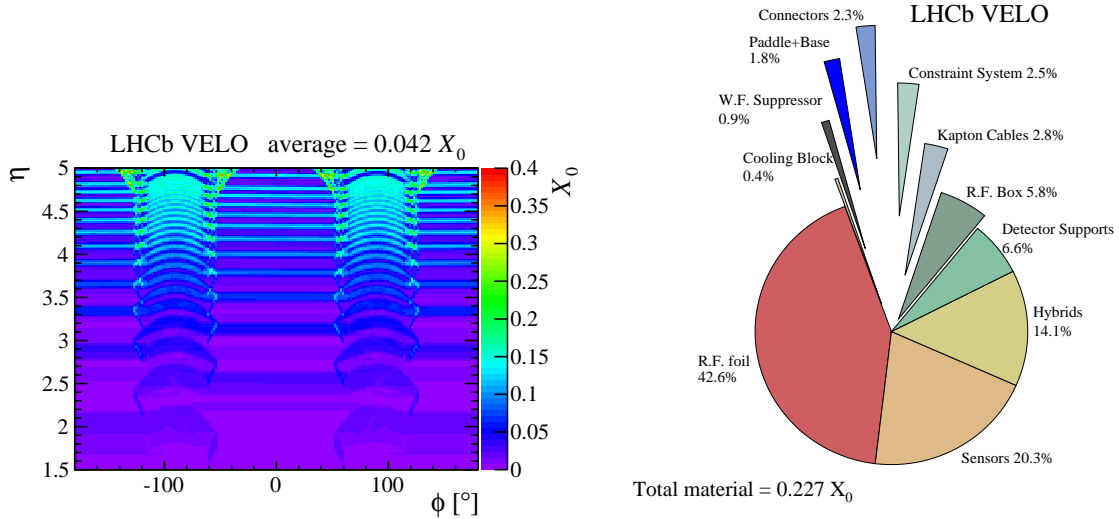 LHCb VELO average = 0.042 X₀
η
5
4.5
4
3.5
3
2.5
2
1.5
-100
0
100
ϕ [°]
0.4
0.35
0.3
0.25
0.2
0.15
0.1
0.05
0
X₀
LHCb VELO
Connectors 2.3%
Paddle+Base
1.8%
W.F. Suppressor
0.9%
Cooling Block
0.4%
Constraint System 2.5%
Kapton Cables 2.8%
R.F. Box 5.8%
Detector Supports
6.6%
Hybrids
14.1%
R.F. foil
42.6%
Sensors 20.3%
Total material = 0.227 X₀